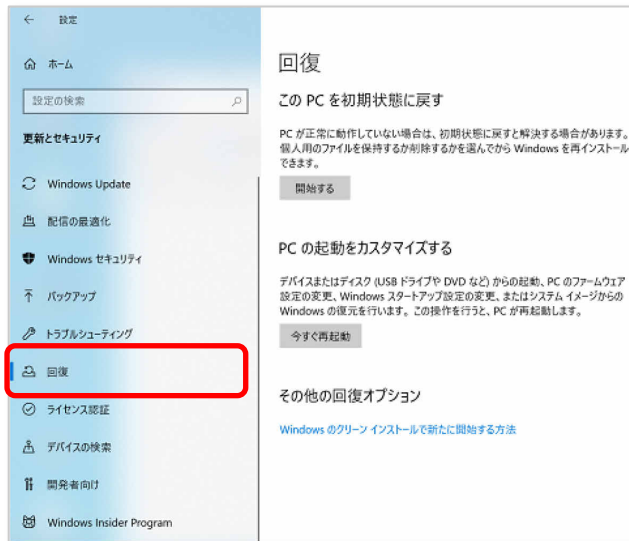 設定
ホーム
設定の検索
更新とセキュリティ
Windows Update
配信の最適化
Windows セキュリティ
バックアップ
トラブルシューティング
回復
ライセンス認証
デバイスの検索
開発者向け
Windows Insider Program
回復
この PC を初期状態に戻す
PC が正常に動作していない場合は、初期状態に戻すと解決する場合があります。
個人用のファイルを保持するか削除するかを選んでから Windows を再インストール
できます。
開始する
PC の起動をカスタマイズする
デバイスまたはディスク (USB ドライブや DVD など) からの起動、PC のファームウェア
設定の変更、Windows スタートアップ設定の変更、またはシステム イメージからの
Windows の復元を行います。この操作を行うと、PC が再起動します。
今すぐ再起動
その他の回復オプション
Windows のクリーン インストールで新たに開始する方法